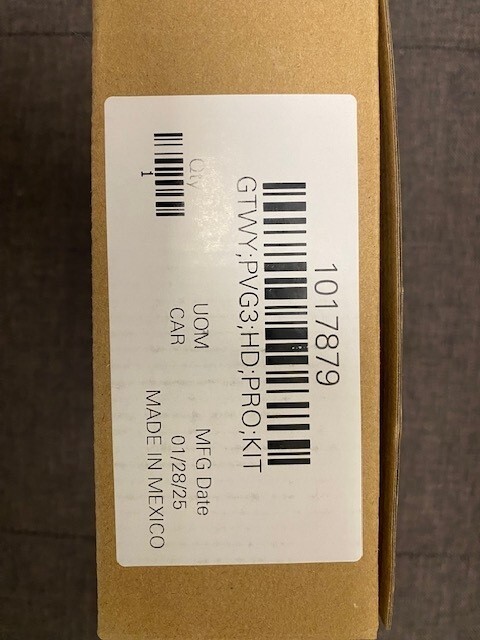 1017879
GTWY;PVG3;HD;PRO;KIT
Qty
1
UOM
CAR
MFG Date
01/28/25
MADE IN MEXICO